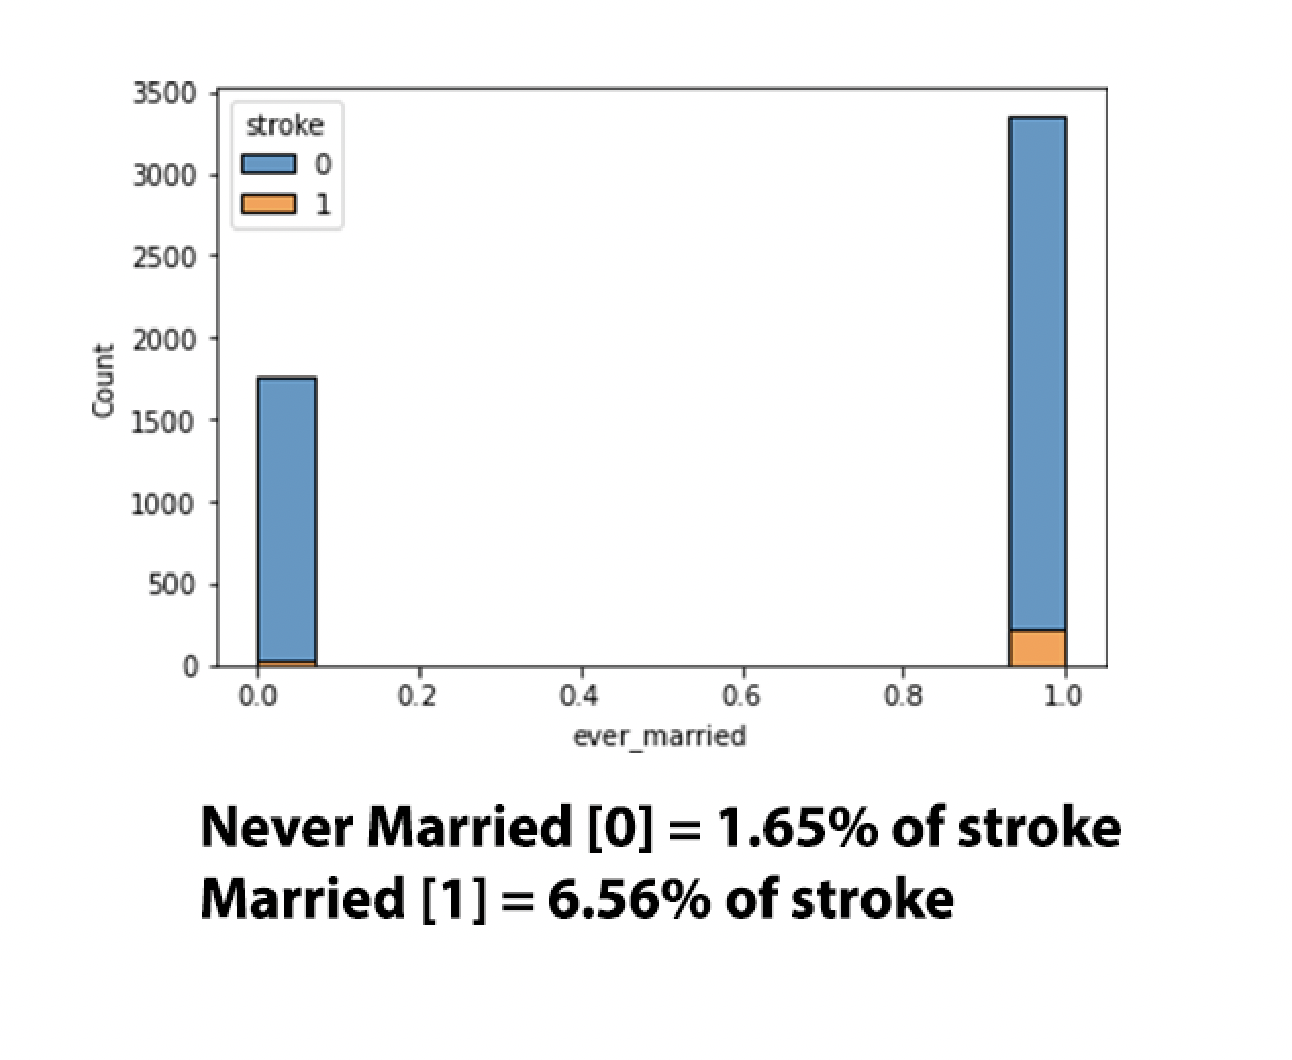 3500
stroke
0
3000
1
2500
2000
Count
1500
1000
500
0
0.0 0.2 0.4 0.6 0.8 1.0
ever_married
Never Married [0] = 1.65% of stroke
Married [1] = 6.56% of stroke